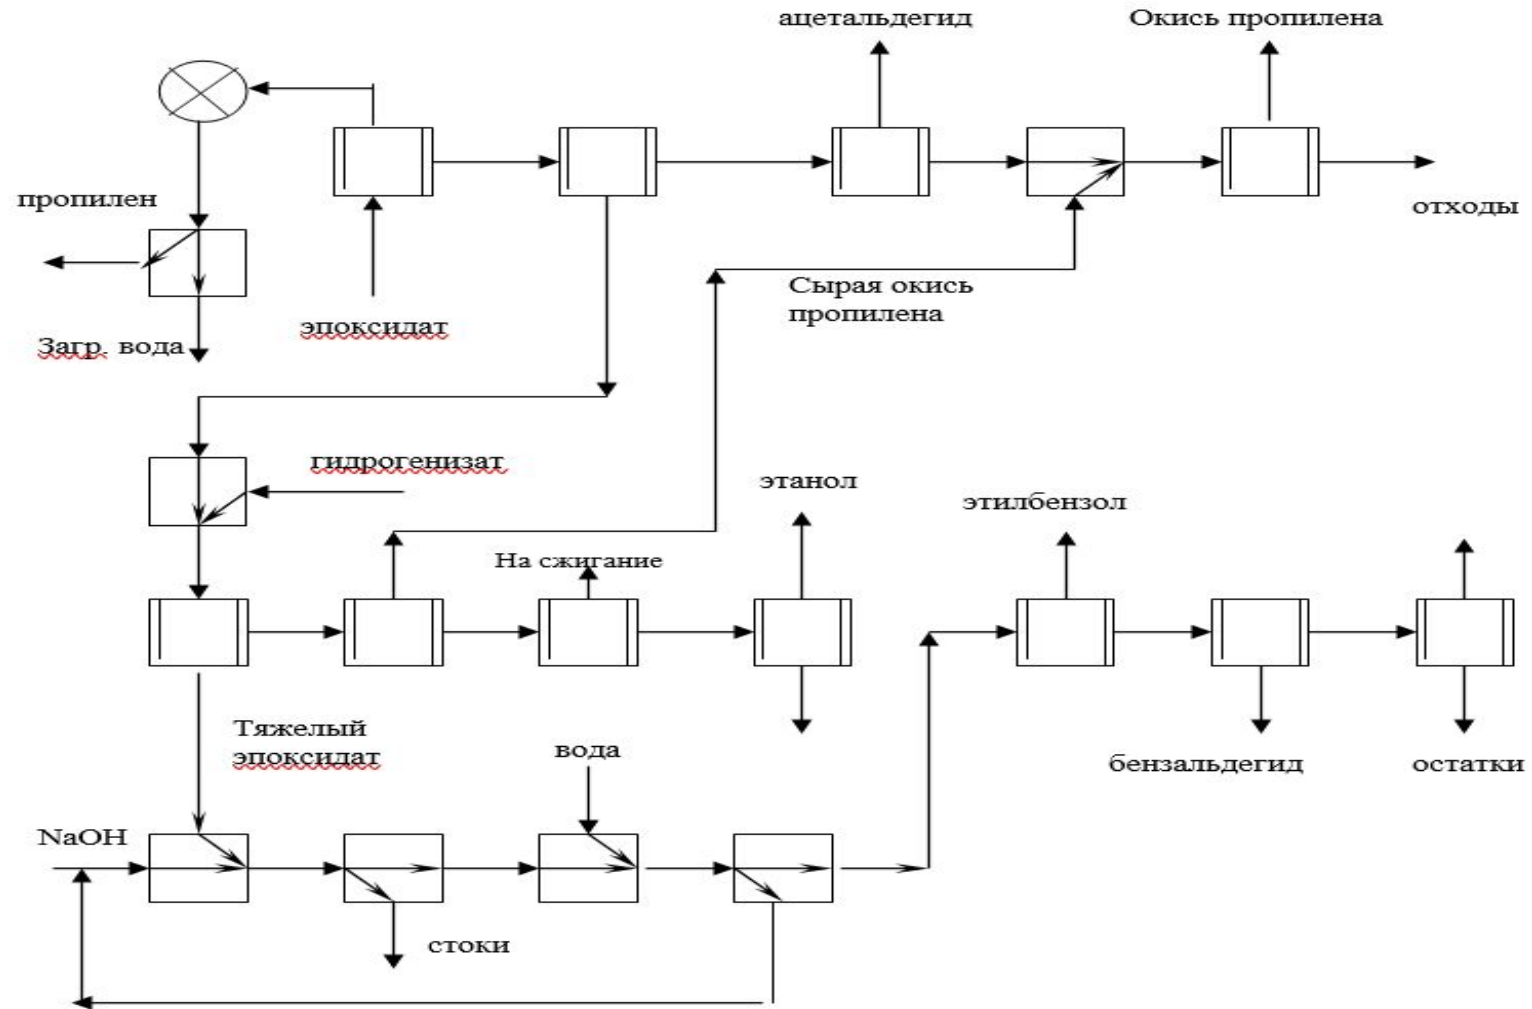 ацетальдегид
Окись пропилена
пропилен
отходы
Сырая окись
пропилена
эпоксидат
Загр. вода
гидрогенизат
этанол
этилбензол
На сжигание
Тяжелый
эпоксидат
вода
бензальдегид
остатки
NaOH
стоки